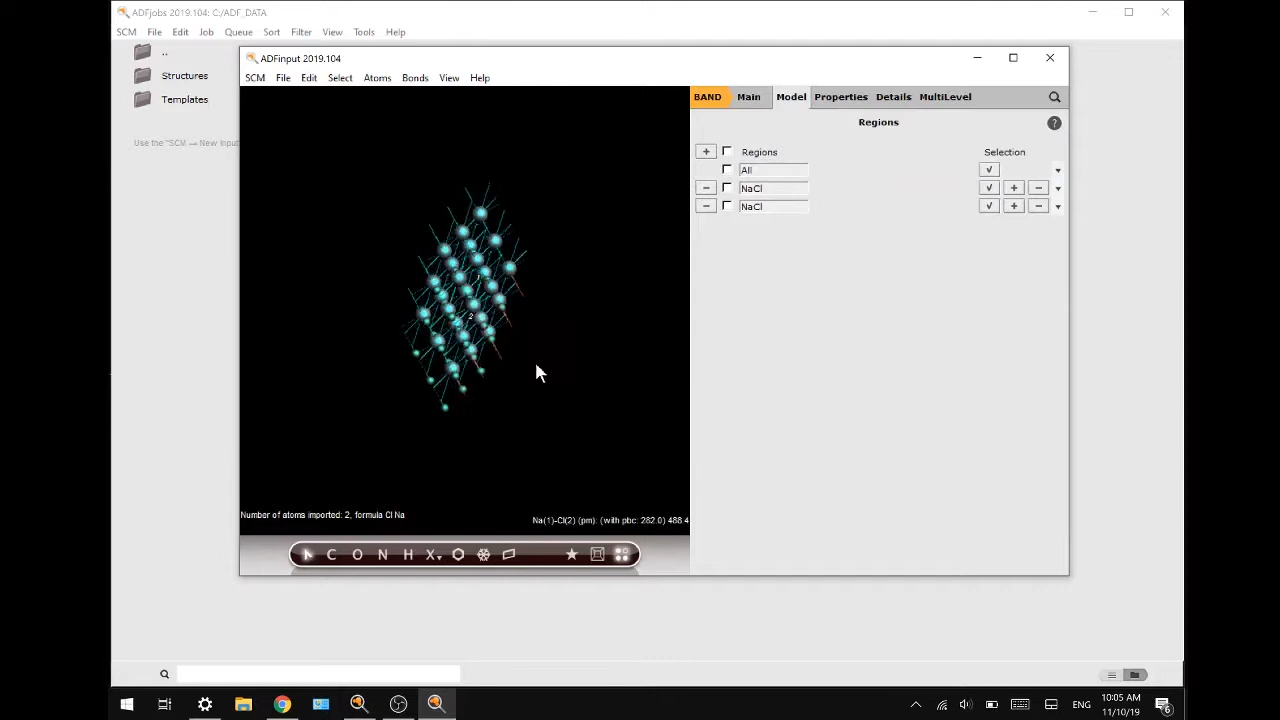 ADFjobs 2019.104: C:/ADF_DATA
SCM File Edit Job Queue Sort Filter View Tools Help
..
Structures
Templates
Use the "SCM → New Input
ADFinput 2019.104
SCM File Edit Select Atoms Bonds View Help
BAND Main Model Properties Details MultiLevel
Regions
?
+ Regions Selection
All √
− NaCl √ + −
− NaCl √ + −
1
2
Number of atoms imported: 2, formula Cl Na
Na(1)-Cl(2) (pm): (with pbc: 282.0) 488.4
C O N H X
10:05 AM
ENG
11/10/19
6